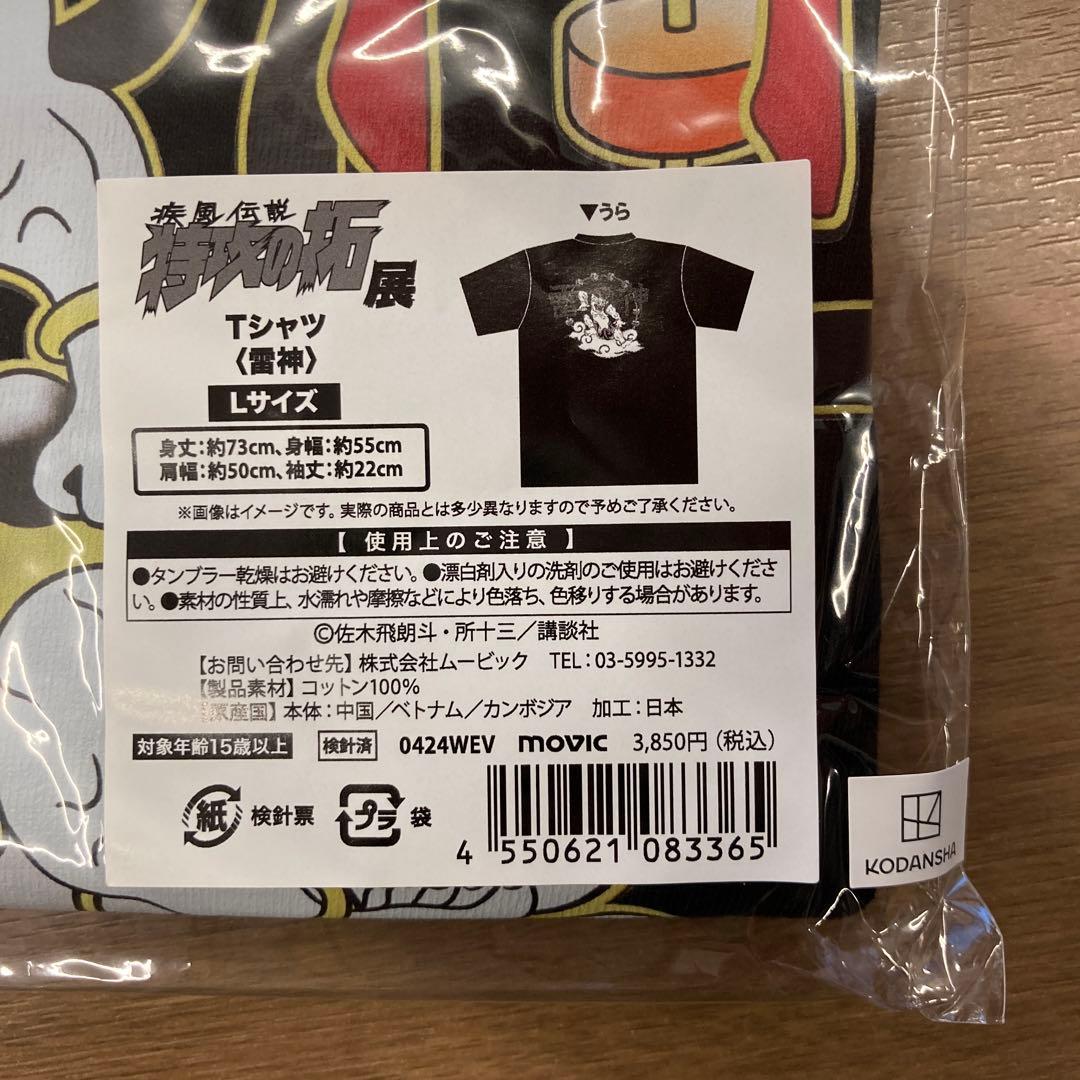 疾風伝説
特攻の拓展
Tシャツ
〈雷神〉
Lサイズ
身丈：約73cm、身幅：約55cm
肩幅：約50cm、袖丈：約22cm
▼うら
※画像はイメージです。実際の商品とは多少異なりますので予めご了承ください。
【 使用上のご注意 】
●タンブラー乾燥はお避けください。●漂白剤入りの洗剤のご使用はお避けくださ
い。●素材の性質上、水濡れや摩擦などにより色落ち、色移りする場合があります。
©佐木飛朗斗・所十三／講談社
【お問い合わせ先】株式会社ムービック　TEL：03-5995-1332
【製品素材】コットン100％
【原産国】本体：中国／ベトナム／カンボジア　加工：日本
対象年齢15歳以上 検針済 0424WEV movic 3,850円（税込）
紙 検針票 プラ 袋
4 550621 083365
KODANSHA